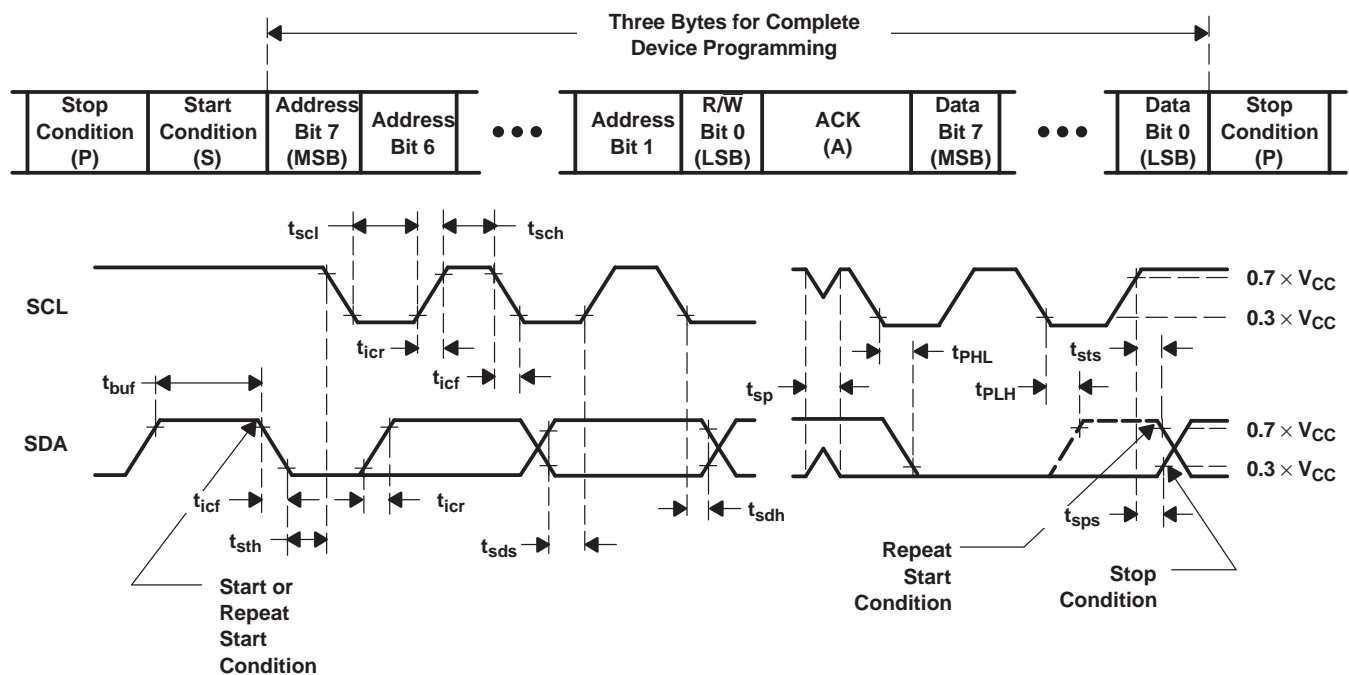 Three Bytes for Complete
Device Programming
Stop
Condition
(P)
Start
Condition
(S)
Address
Bit 7
(MSB)
Address
Bit 6
•••
Address
Bit 1
R/W̅
Bit 0
(LSB)
ACK
(A)
Data
Bit 7
(MSB)
•••
Data
Bit 0
(LSB)
Stop
Condition
(P)
tscl
tsch
SCL
0.7 × VCC
0.3 × VCC
ticr
ticf
tPHL
tsts
tbuf
tsp
tPLH
SDA
0.7 × VCC
0.3 × VCC
ticf
ticr
tsth
tsds
tsdh
tsps
Start or
Repeat
Start
Condition
Repeat
Start
Condition
Stop
Condition